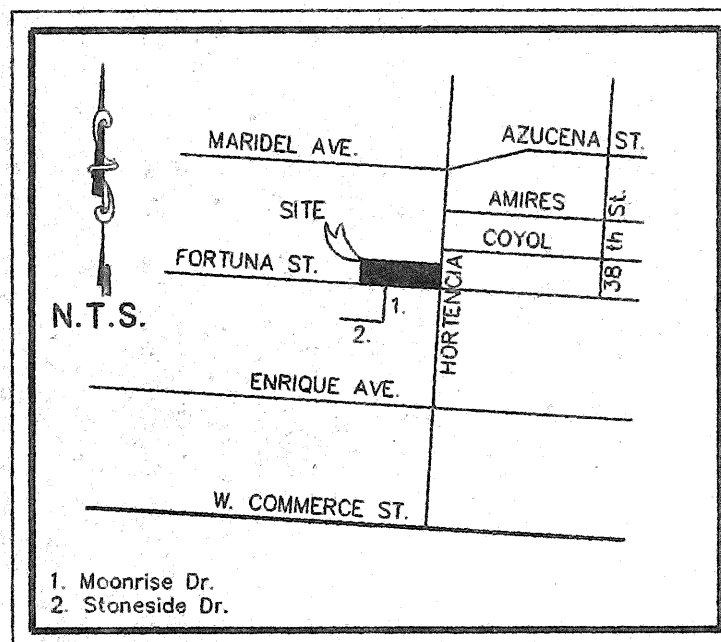 MARIDEL AVE.
AZUCENA ST.
AMIRES
SITE
COYOL
38 th St.
FORTUNA ST.
HORTENCIA
N.T.S.
1.
2.
ENRIQUE AVE.
W. COMMERCE ST.
1. Moonrise Dr.
2. Stoneside Dr.